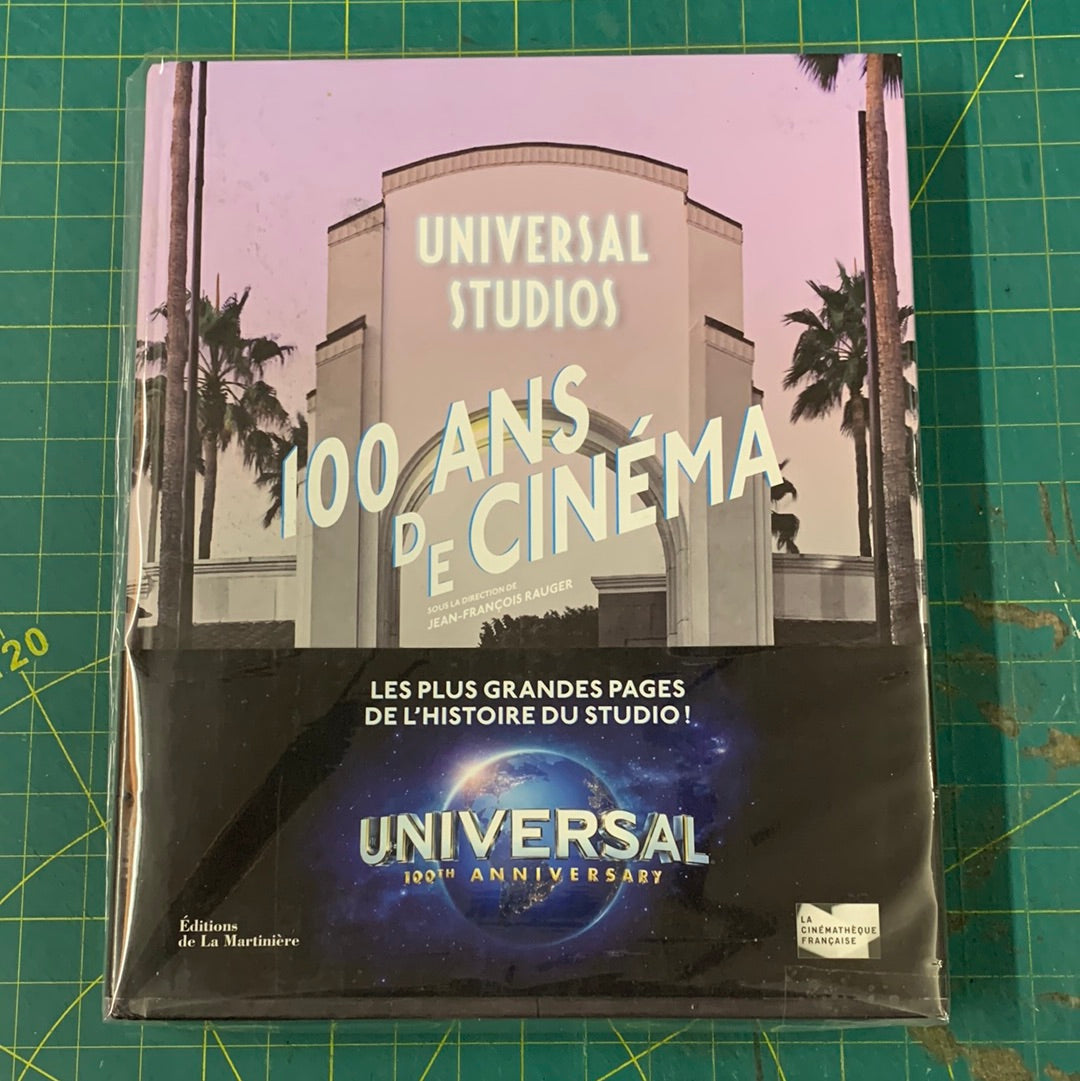 UNIVERSAL
STUDIOS
100 ANS
DE CINÉMA
SOUS LA DIRECTION DE
JEAN-FRANÇOIS RAUGER
LES PLUS GRANDES PAGES
DE L'HISTOIRE DU STUDIO !
UNIVERSAL
100TH ANNIVERSARY
Éditions
de La Martinière
LA
CINÉMATHÈQUE
FRANÇAISE
20